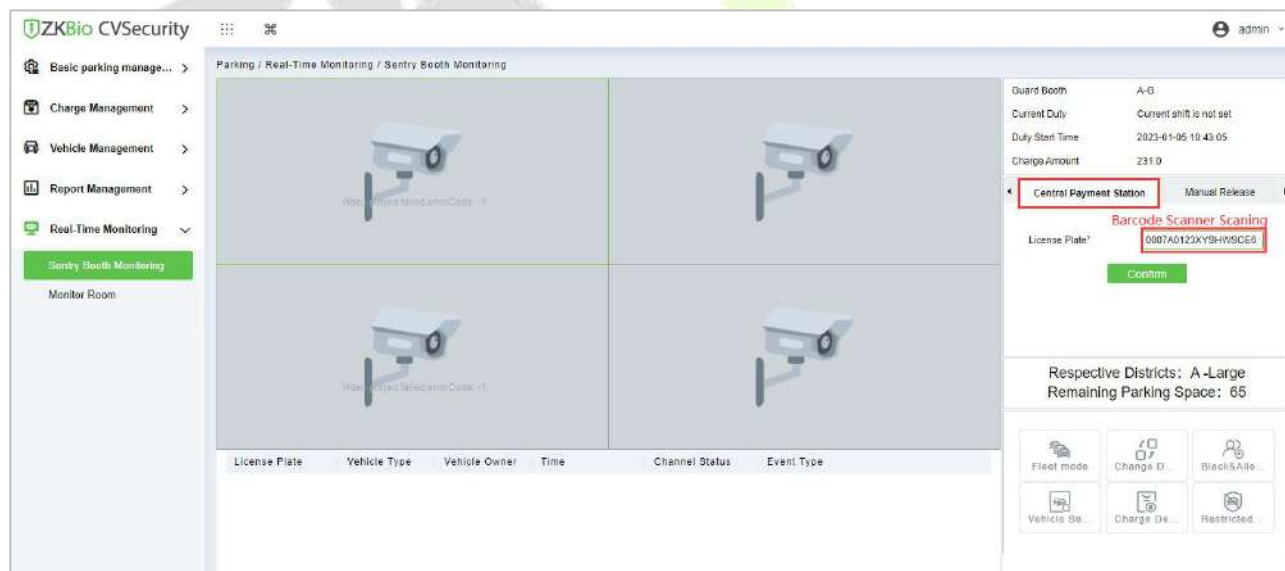 ZKBio CVSecurity
admin
Basic parking manage...
Charge Management
Vehicle Management
Report Management
Real-Time Monitoring
Sentry Booth Monitoring
Monitor Room
Parking / Real-Time Monitoring / Sentry Booth Monitoring
License Plate Vehicle Type Vehicle Owner Time Channel Status Event Type
Guard Booth A-G
Current Duty Current shift is not set
Duty Start Time 2023-01-05 10:43:05
Charge Amount 231.0
Central Payment Station Manual Release
Barcode Scanner Scaning
License Plate* 0007A0123XYSHWSCE6
Confirm
Respective Districts: A -Large
Remaining Parking Space: 65
Fleet mode Change D... Block&Allo...
Vehicle Se... Charge De... Restricted...